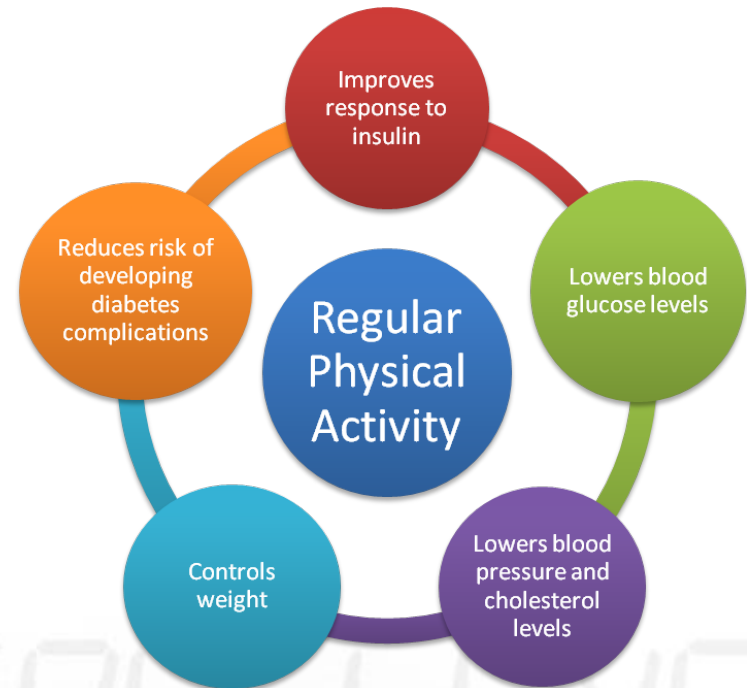 Improves
response to
insulin
Lowers blood
glucose levels
Lowers blood
pressure and
cholesterol
levels
Controls
weight
Reduces risk of
developing
diabetes
complications
Regular
Physical
Activity